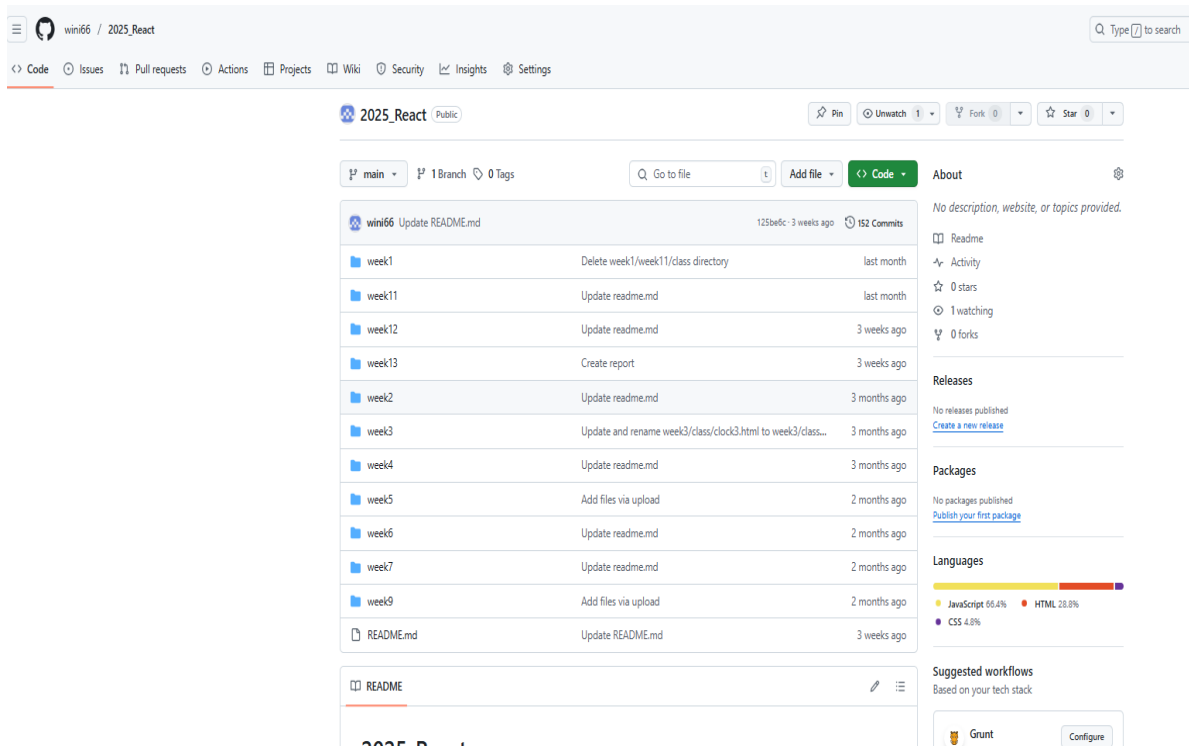 wini66 / 2025_React
Type / to search
Code Issues Pull requests Actions Projects Wiki Security Insights Settings
2025_React Public
Pin Unwatch 1 Fork 0 Star 0
main 1 Branch 0 Tags Go to file t Add file Code
wini66 Update README.md 125be6c · 3 weeks ago 152 Commits
week1 Delete week1/week11/class directory last month
week11 Update readme.md last month
week12 Update readme.md 3 weeks ago
week13 Create report 3 weeks ago
week2 Update readme.md 3 months ago
week3 Update and rename week3/class/clock3.html to week3/class... 3 months ago
week4 Update readme.md 3 months ago
week5 Add files via upload 2 months ago
week6 Update readme.md 2 months ago
week7 Update readme.md 2 months ago
week9 Add files via upload 2 months ago
README.md Update README.md 3 weeks ago
README
2025_React
About
No description, website, or topics provided.
Readme
Activity
0 stars
1 watching
0 forks
Releases
No releases published
Create a new release
Packages
No packages published
Publish your first package
Languages
JavaScript 66.4% HTML 28.8%
CSS 4.8%
Suggested workflows
Based on your tech stack
Grunt Configure